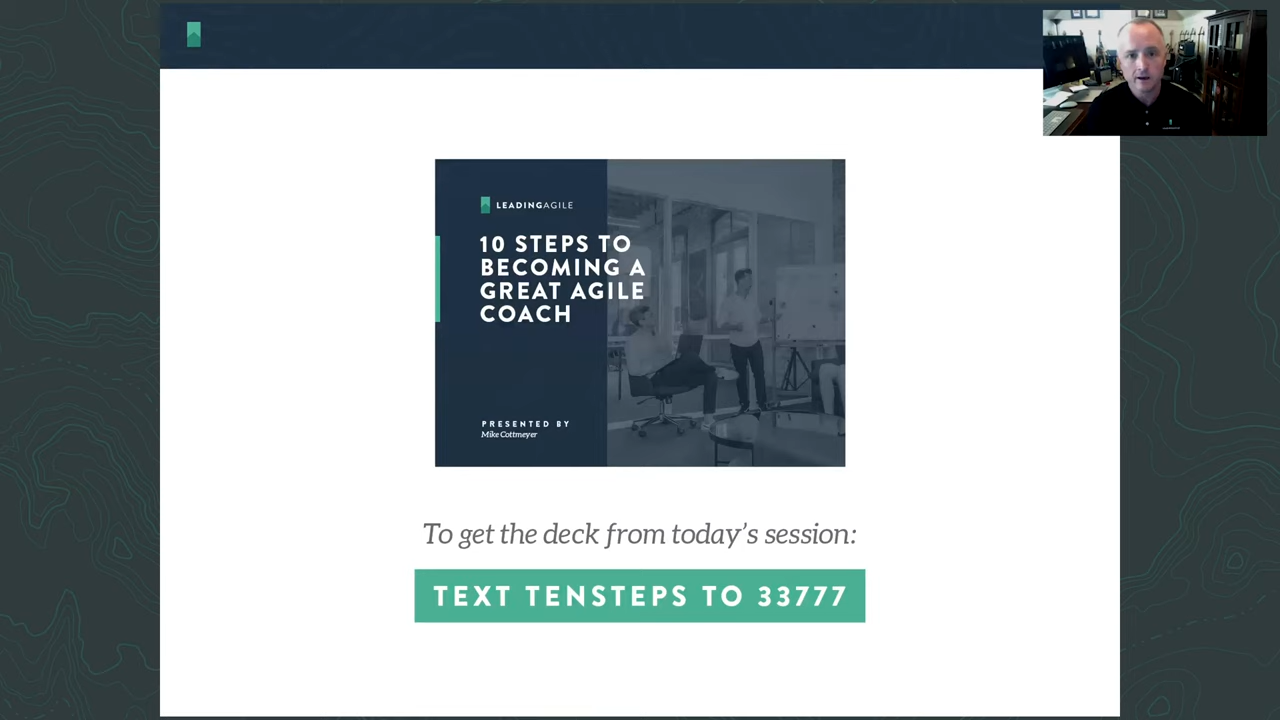 LEADINGAGILE
10 STEPS TO
BECOMING A
GREAT AGILE
COACH
PRESENTED BY
Mike Cottmeyer
To get the deck from today's session:
TEXT TENSTEPS TO 33777